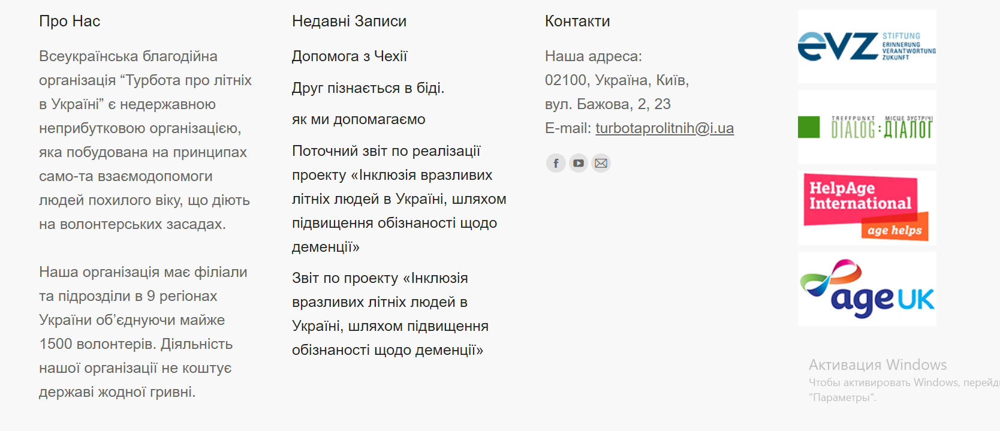 Про Нас
Всеукраїнська благодійна
організація “Турбота про літніх
в Україні” є недержавною
неприбутковою організацією,
яка побудована на принципах
само-та взаємодопомоги
людей похилого віку, що діють
на волонтерських засадах.
Наша організація має філіали
та підрозділи в 9 регіонах
України об’єднуючи майже
1500 волонтерів. Діяльність
нашої організації не коштує
державі жодної гривні.
Недавні Записи
Допомога з Чехії
Друг пізнається в біді.
як ми допомагаємо
Поточний звіт по реалізації
проекту «Інклюзія вразливих
літніх людей в Україні, шляхом
підвищення обізнаності щодо
деменції»
Звіт по проекту «Інклюзія
вразливих літніх людей в
Україні, шляхом підвищення
обізнаності щодо деменції»
Контакти
Наша адреса:
02100, Україна, Київ,
вул. Бажова, 2, 23
E-mail: turbotaprolitnih@i.ua
evz
STIFTUNG
ERINNERUNG
VERANTWORTUNG
ZUKUNFT
TREFFPUNKT МІСЦЕ ЗУСТРІЧІ
DIALOG : ДІАЛОГ
HelpAge
International
age helps
age UK
Активация Windows
Чтобы активировать Windows, перейд
"Параметры".